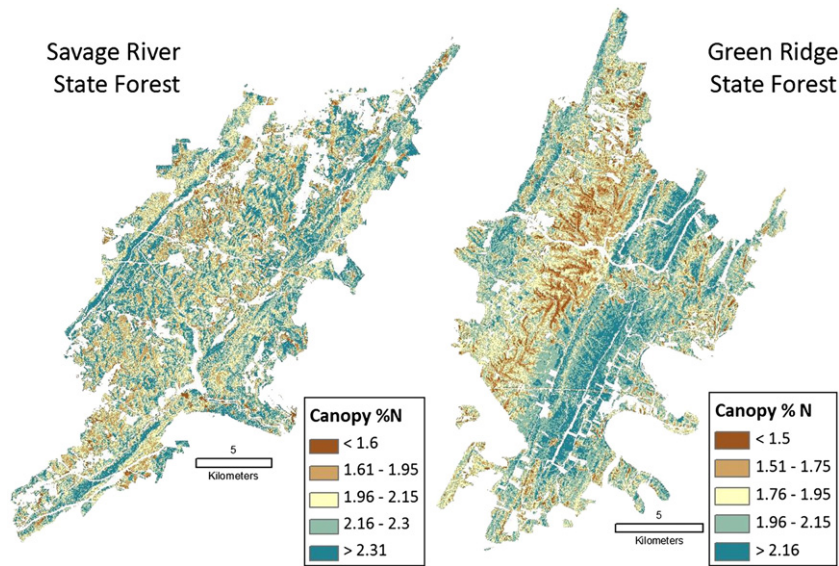 Savage River
State Forest
Green Ridge
State Forest
Canopy %N
< 1.6
1.61 - 1.95
1.96 - 2.15
2.16 - 2.3
> 2.31
5
Kilometers
Canopy % N
< 1.5
1.51 - 1.75
1.76 - 1.95
1.96 - 2.15
> 2.16
5
Kilometers